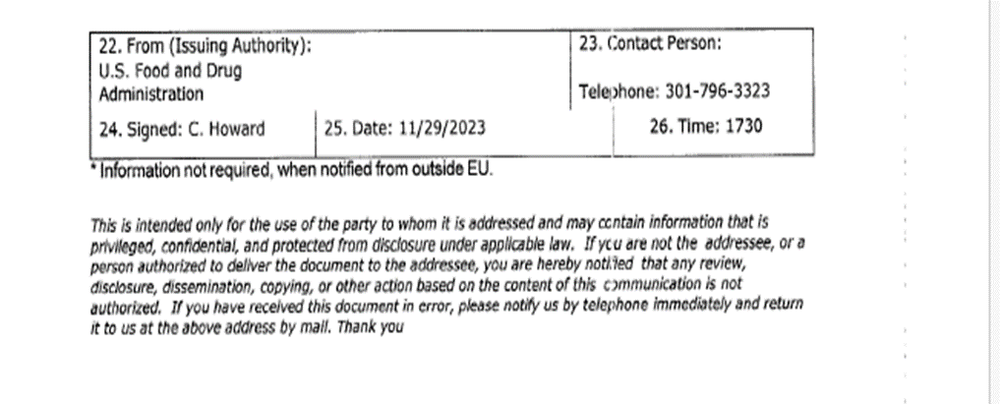 22. From (Issuing Authority):
U.S. Food and Drug
Administration
23. Contact Person:
Telephone: 301-796-3323
24. Signed: C. Howard
25. Date: 11/29/2023
26. Time: 1730
* Information not required, when notified from outside EU.
This is intended only for the use of the party to whom it is addressed and may contain information that is
privileged, confidential, and protected from disclosure under applicable law. If you are not the addressee, or a
person authorized to deliver the document to the addressee, you are hereby notified that any review,
disclosure, dissemination, copying, or other action based on the content of this communication is not
authorized. If you have received this document in error, please notify us by telephone immediately and return
it to us at the above address by mail. Thank you